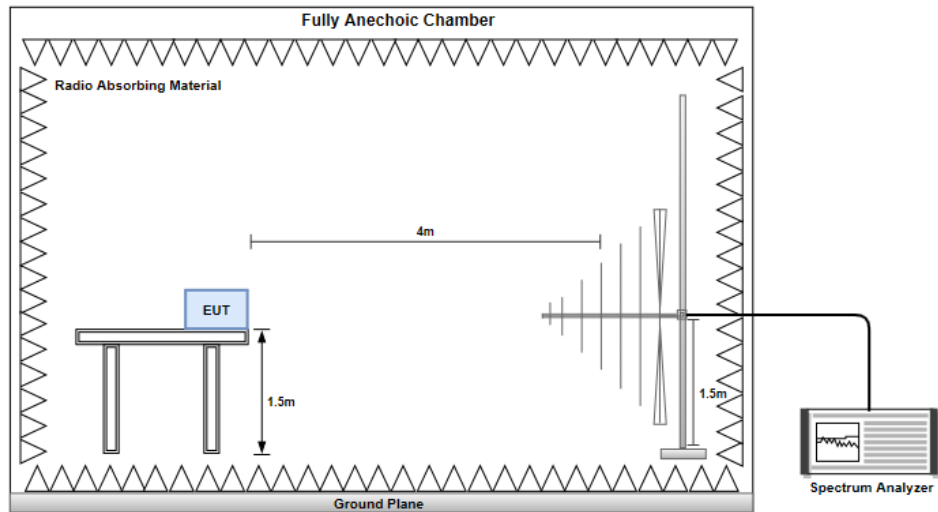 Fully Anechoic Chamber
Radio Absorbing Material
4m
EUT
1.5m
1.5m
Spectrum Analyzer
Ground Plane